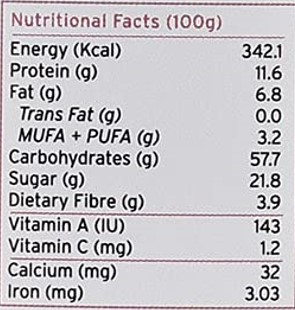 Nutritional Facts (100g)
Energy (Kcal) 342.1
Protein (g) 11.6
Fat (g) 6.8
Trans Fat (g) 0.0
MUFA + PUFA (g) 3.2
Carbohydrates (g) 57.7
Sugar (g) 21.8
Dietary Fibre (g) 3.9
Vitamin A (IU) 143
Vitamin C (mg) 1.2
Calcium (mg) 32
Iron (mg) 3.03